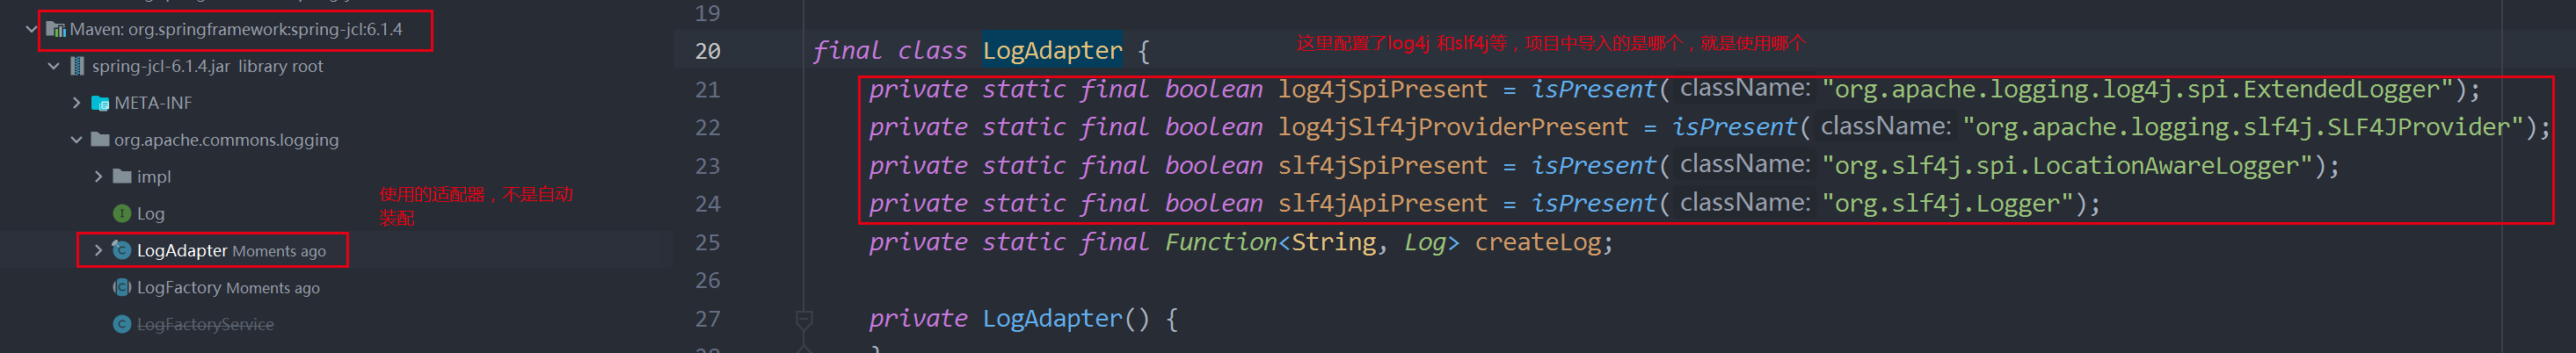 Maven: org.springframework:spring-jcl:6.1.4
spring-jcl-6.1.4.jar library root
META-INF
org.apache.commons.logging
impl
Log
使用的适配器，不是自动
装配
LogAdapter Moments ago
LogFactory Moments ago
LogFactoryService
19
20 final class LogAdapter {
这里配置了log4j 和slf4j等，项目中导入的是哪个，就是使用哪个
21 private static final boolean log4jSpiPresent = isPresent( className: "org.apache.logging.log4j.spi.ExtendedLogger");
22 private static final boolean log4jSlf4jProviderPresent = isPresent( className: "org.apache.logging.slf4j.SLF4JProvider");
23 private static final boolean slf4jSpiPresent = isPresent( className: "org.slf4j.spi.LocationAwareLogger");
24 private static final boolean slf4jApiPresent = isPresent( className: "org.slf4j.Logger");
25 private static final Function<String, Log> createLog;
26
27 private LogAdapter() {